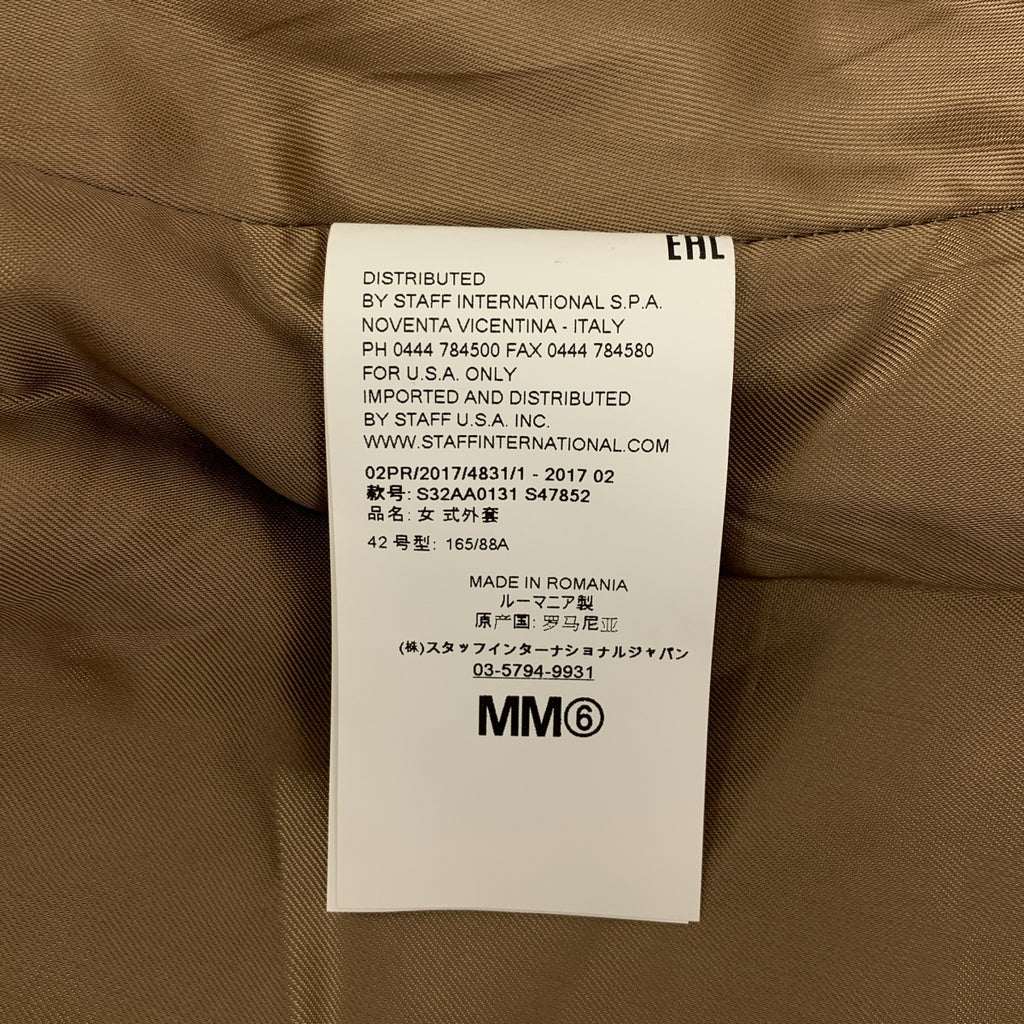 EAC
DISTRIBUTED
BY STAFF INTERNATIONAL S.P.A.
NOVENTA VICENTINA - ITALY
PH 0444 784500 FAX 0444 784580
FOR U.S.A. ONLY
IMPORTED AND DISTRIBUTED
BY STAFF U.S.A. INC.
WWW.STAFFINTERNATIONAL.COM
02PR/2017/4831/1 - 2017 02
款号: S32AA0131 S47852
品名: 女 式外套
42 号型: 165/88A
MADE IN ROMANIA
ルーマニア製
原产国: 罗马尼亚
(株)スタッフインターナショナルジャパン
03-5794-9931
MM⑥